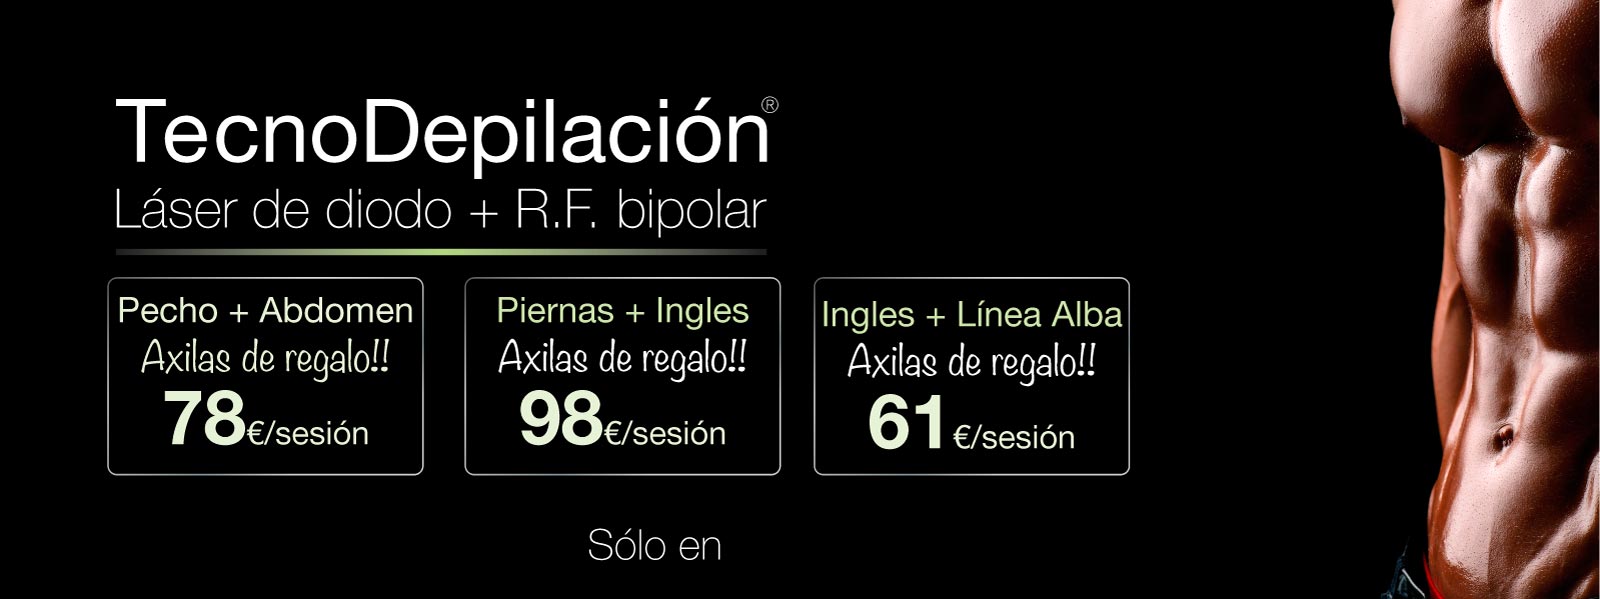 TecnoDepilación®
Láser de diodo + R.F. bipolar
Pecho + Abdomen
Axilas de regalo!!
78€/sesión
Piernas + Ingles
Axilas de regalo!!
98€/sesión
Ingles + Línea Alba
Axilas de regalo!!
61€/sesión
Sólo en